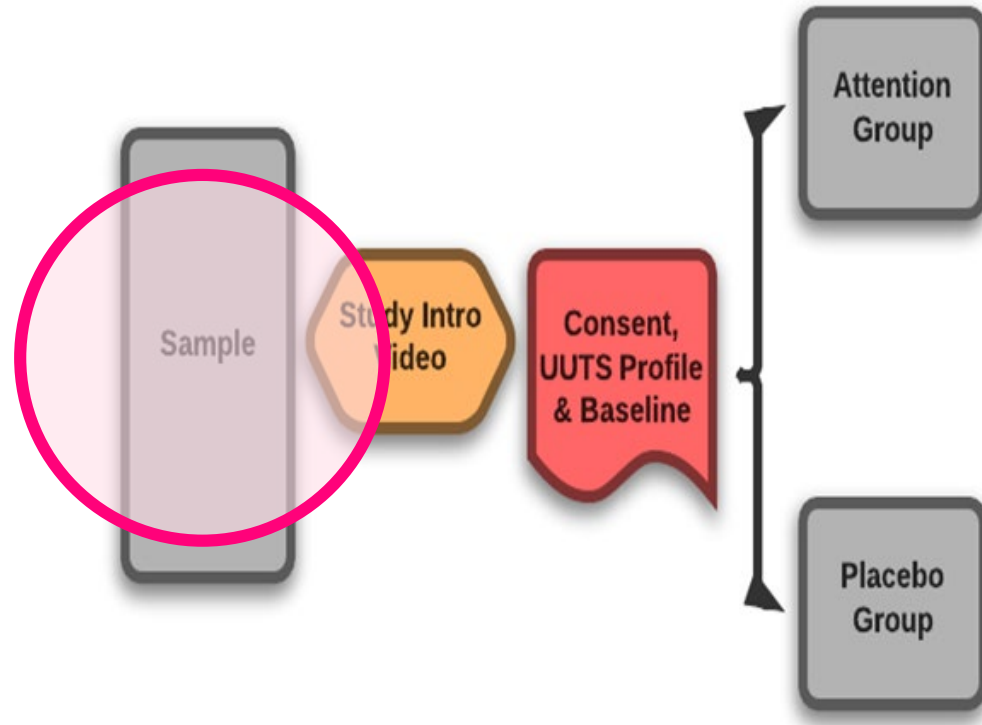 Sample
Study Intro
Video
Consent,
UUTS Profile
& Baseline
Attention
Group
Placebo
Group